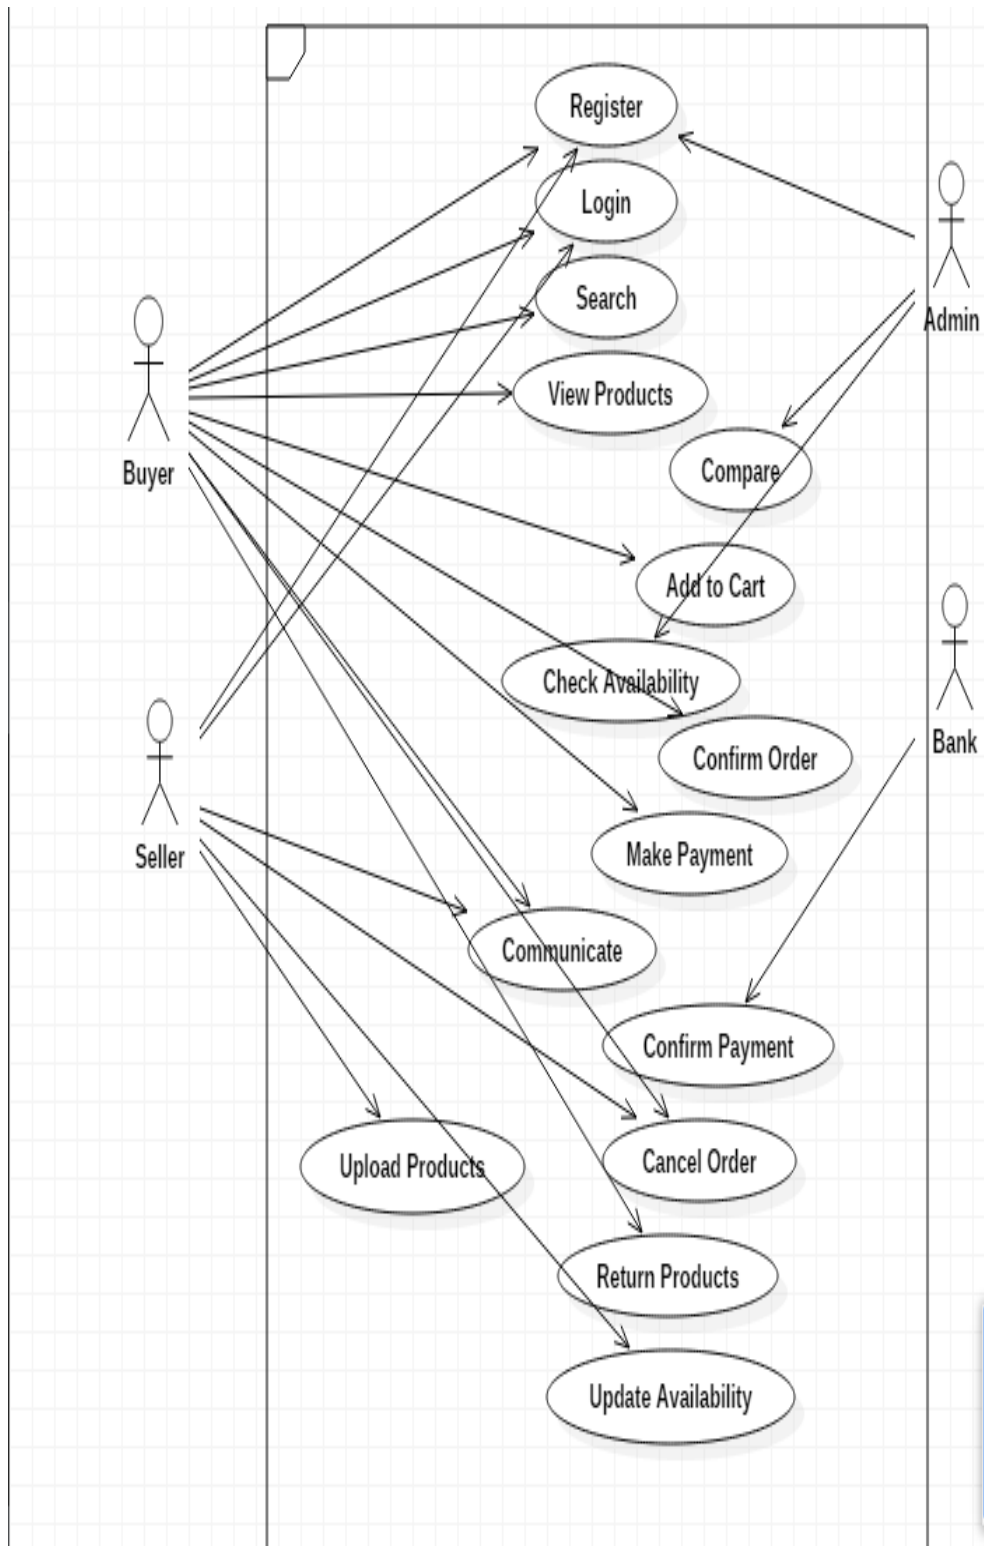 Register
Login
Search
View Products
Admin
Compare
Buyer
Add to Cart
Check Availability
Bank
Confirm Order
Make Payment
Seller
Communicate
Confirm Payment
Upload Products
Cancel Order
Return Products
Update Availability